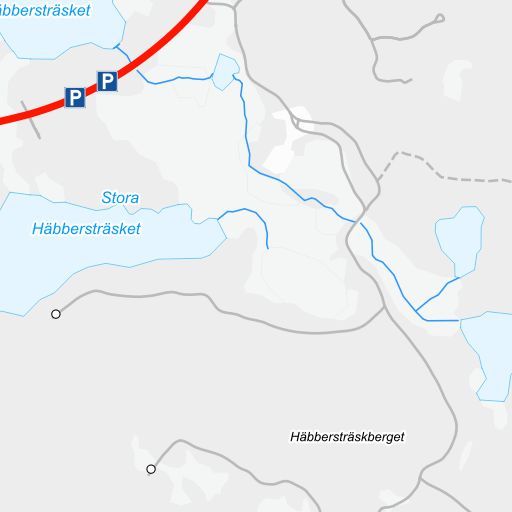 äbbersträsket
P
P
Stora
Häbbersträsket
Häbbersträskberget